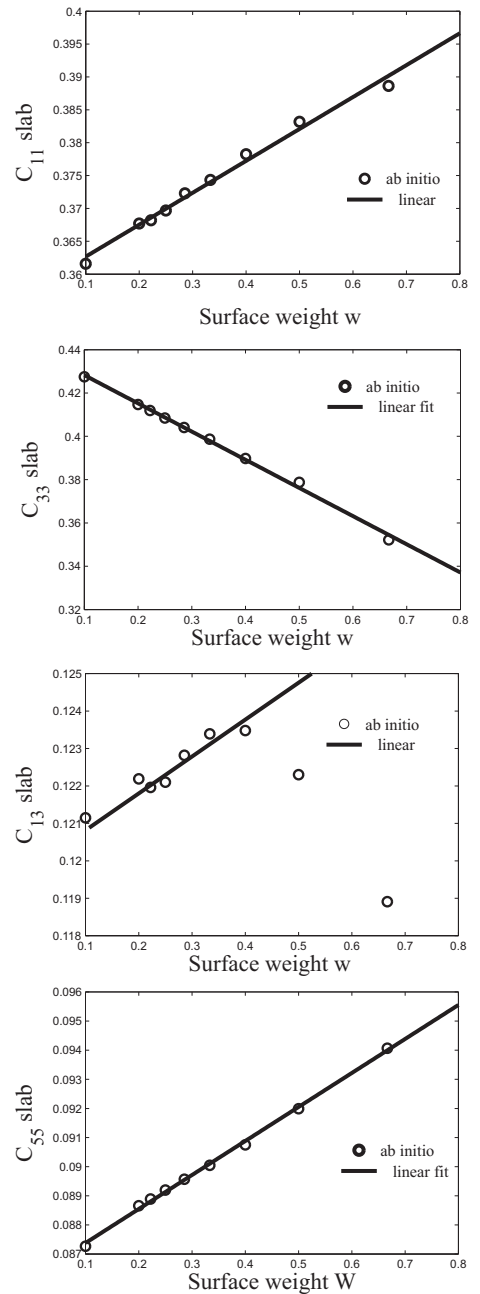 0.4
0.395
0.39
0.385
0.38
0.375
0.37
0.365
0.36
C11 slab
ab initio
linear
0.1 0.2 0.3 0.4 0.5 0.6 0.7 0.8
Surface weight w
0.44
0.42
0.4
0.38
0.36
0.34
0.32
C33 slab
ab initio
linear fit
0.1 0.2 0.3 0.4 0.5 0.6 0.7 0.8
Surface weight w
0.125
0.124
0.123
0.122
0.121
0.12
0.119
0.118
C13 slab
ab initio
linear
0.1 0.2 0.3 0.4 0.5 0.6 0.7 0.8
Surface weight w
0.096
0.095
0.094
0.093
0.092
0.091
0.09
0.089
0.088
0.087
C55 slab
ab initio
linear fit
0.1 0.2 0.3 0.4 0.5 0.6 0.7 0.8
Surface weight W